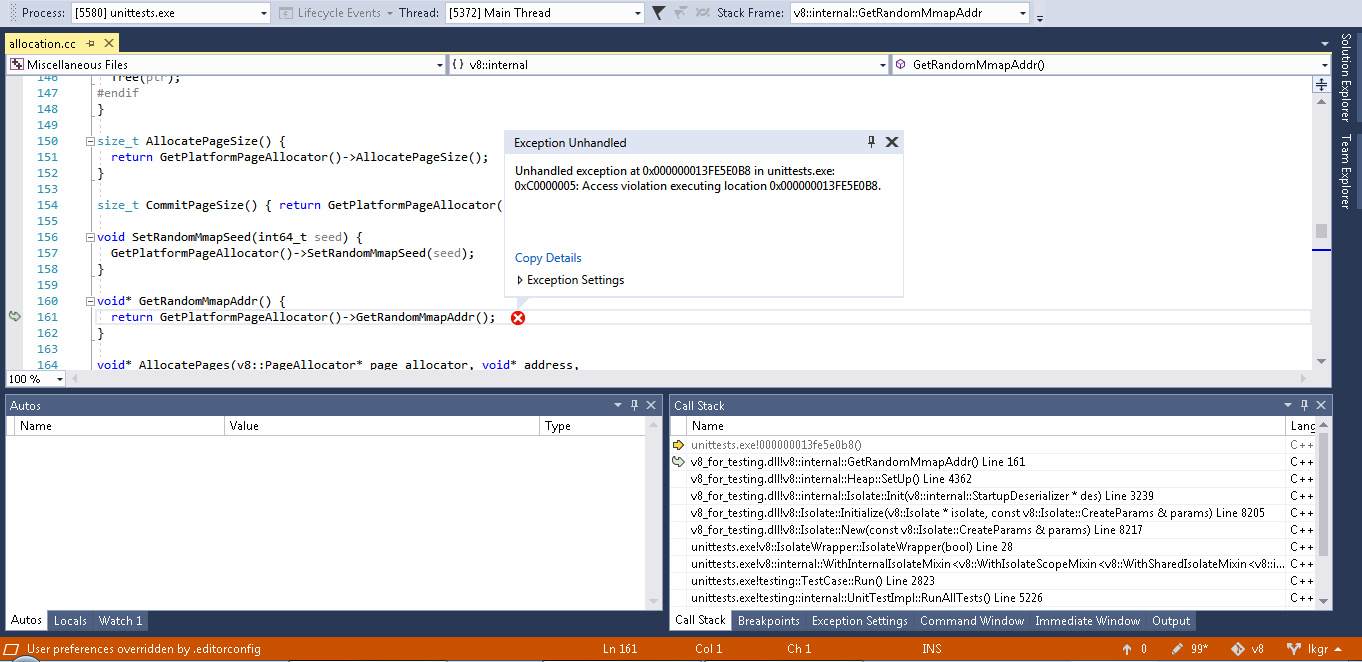 Process: [5580] unittests.exe Lifecycle Events Thread: [5372] Main Thread Stack Frame: v8::internal::GetRandomMmapAddr
allocation.cc
Miscellaneous Files v8::internal GetRandomMmapAddr()
146 free(ptr);
147 #endif
148 }
149
150 size_t AllocatePageSize() {
151 return GetPlatformPageAllocator()->AllocatePageSize();
152 }
153
154 size_t CommitPageSize() { return GetPlatformPageAllocator(
155
156 void SetRandomMmapSeed(int64_t seed) {
157 GetPlatformPageAllocator()->SetRandomMmapSeed(seed);
158 }
159
160 void* GetRandomMmapAddr() {
161 return GetPlatformPageAllocator()->GetRandomMmapAddr();
162 }
163
164 void* AllocatePages(v8::PageAllocator* page_allocator, void* address,
100 %
Exception Unhandled
Unhandled exception at 0x000000013FE5E0B8 in unittests.exe:
0xC0000005: Access violation executing location 0x000000013FE5E0B8.
Copy Details
Exception Settings
Solution Explorer
Team Explorer
Autos
Name Value Type
Autos Locals Watch 1
Call Stack
Name Lang
unittests.exe!000000013fe5e0b8() C++
v8_for_testing.dll!v8::internal::GetRandomMmapAddr() Line 161 C++
v8_for_testing.dll!v8::internal::Heap::SetUp() Line 4362 C++
v8_for_testing.dll!v8::internal::Isolate::Init(v8::internal::StartupDeserializer * des) Line 3239 C++
v8_for_testing.dll!v8::Isolate::Initialize(v8::Isolate * isolate, const v8::Isolate::CreateParams & params) Line 8205 C++
v8_for_testing.dll!v8::Isolate::New(const v8::Isolate::CreateParams & params) Line 8217 C++
unittests.exe!v8::IsolateWrapper::IsolateWrapper(bool) Line 28 C++
unittests.exe!v8::internal::WithInternalIsolateMixin<v8::WithIsolateScopeMixin<v8::WithSharedIsolateMixin<v8::i... C++
unittests.exe!testing::TestCase::Run() Line 2823 C++
unittests.exe!testing::internal::UnitTestImpl::RunAllTests() Line 5226 C++
Call Stack Breakpoints Exception Settings Command Window Immediate Window Output
User preferences overridden by .editorconfig Ln 161 Col 1 Ch 1 INS 0 99* v8 lkgr